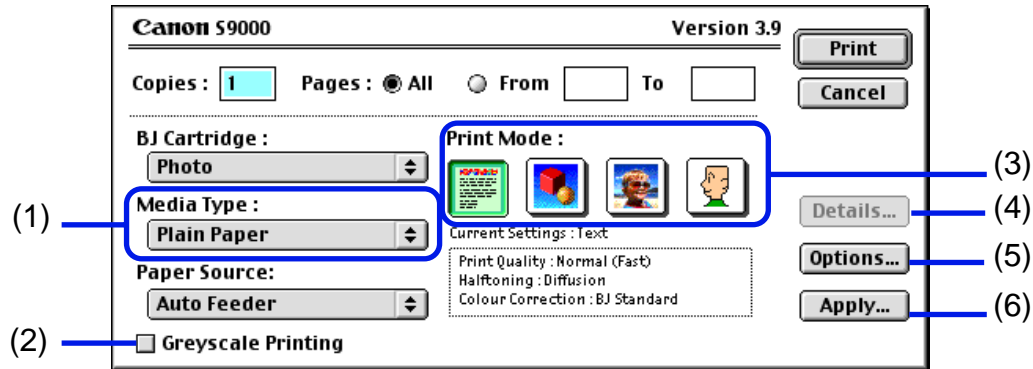 Canon S9000 Version 3.9
Print
Copies : 1 Pages : All From To
Cancel
BJ Cartridge :
Photo
Print Mode :
(3)
(1)
Media Type :
Plain Paper
Details...
(4)
Current Settings : Text
Print Quality : Normal (Fast)
Halftoning : Diffusion
Colour Correction : BJ Standard
Options...
(5)
Paper Source:
Auto Feeder
Apply...
(6)
(2)
Greyscale Printing